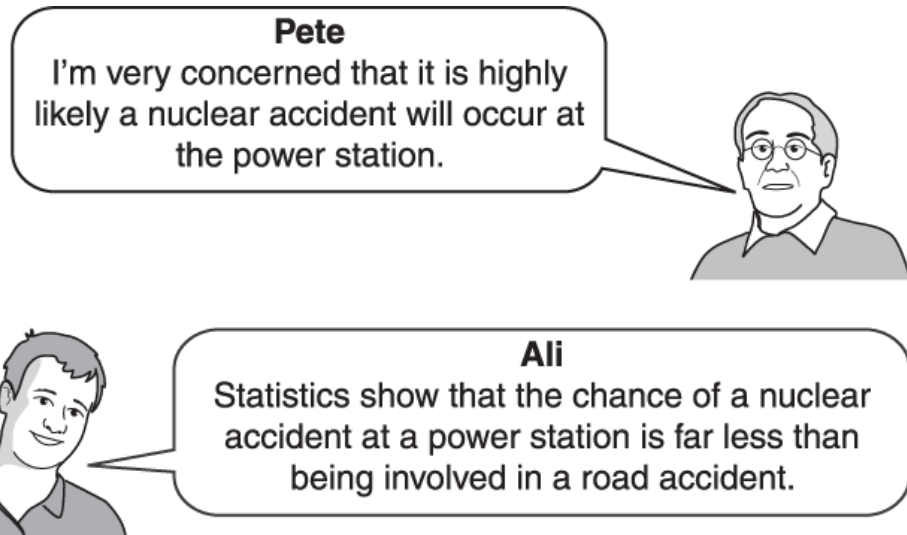 Pete
I'm very concerned that it is highly
likely a nuclear accident will occur at
the power station.
Ali
Statistics show that the chance of a nuclear
accident at a power station is far less than
being involved in a road accident.